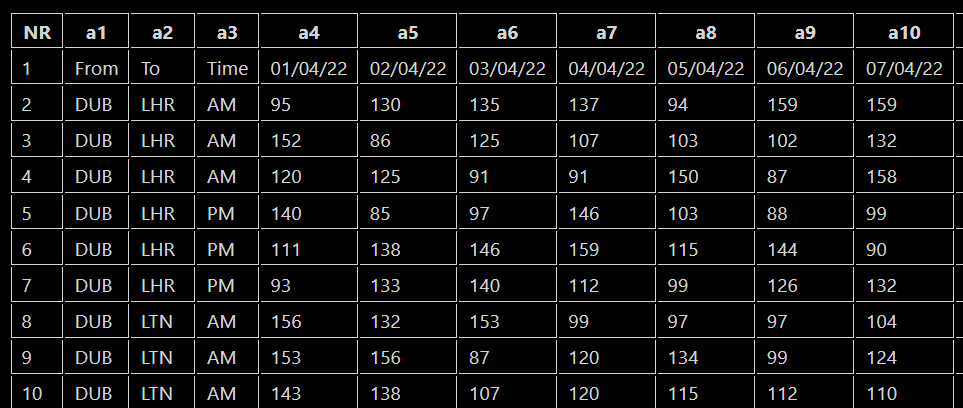 NR a1 a2 a3 a4 a5 a6 a7 a8 a9 a10
1 From To Time 01/04/22 02/04/22 03/04/22 04/04/22 05/04/22 06/04/22 07/04/22
2 DUB LHR AM 95 130 135 137 94 159 159
3 DUB LHR AM 152 86 125 107 103 102 132
4 DUB LHR AM 120 125 91 91 150 87 158
5 DUB LHR PM 140 85 97 146 103 88 99
6 DUB LHR PM 111 138 146 159 115 144 90
7 DUB LHR PM 93 133 140 112 99 126 132
8 DUB LTN AM 156 132 153 99 97 97 104
9 DUB LTN AM 153 156 87 120 134 99 124
10 DUB LTN AM 143 138 107 120 115 112 110